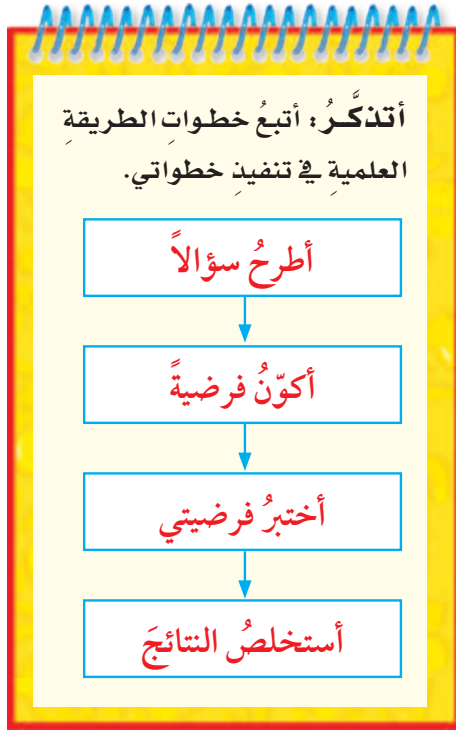 أتذكَّرُ: أتبعُ خطواتِ الطريقةِ
العلميةِ في تنفيذِ خطواتي.
أطرحُ سؤالاً
أكوّنُ فرضيةً
أختبرُ فرضيتي
أستخلصُ النتائجَ